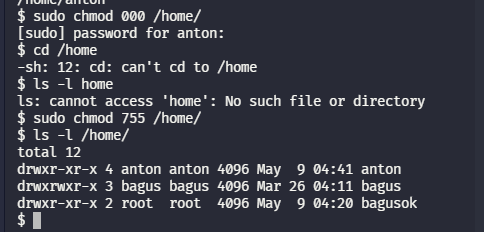 /home/anton
$ sudo chmod 000 /home/
[sudo] password for anton:
$ cd /home
-sh: 12: cd: can't cd to /home
$ ls -l home
ls: cannot access 'home': No such file or directory
$ sudo chmod 755 /home/
$ ls -l /home/
total 12
drwxr-xr-x 4 anton anton 4096 May  9 04:41 anton
drwxrwxr-x 3 bagus bagus 4096 Mar 26 04:11 bagus
drwxr-xr-x 2 root  root  4096 May  9 04:20 bagusok
$